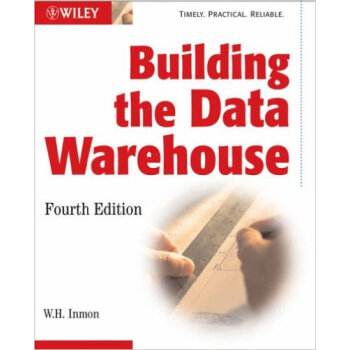 WILEY
TIMELY. PRACTICAL. RELIABLE.
Building
the Data
Warehouse
Fourth Edition
W.H. Inmon